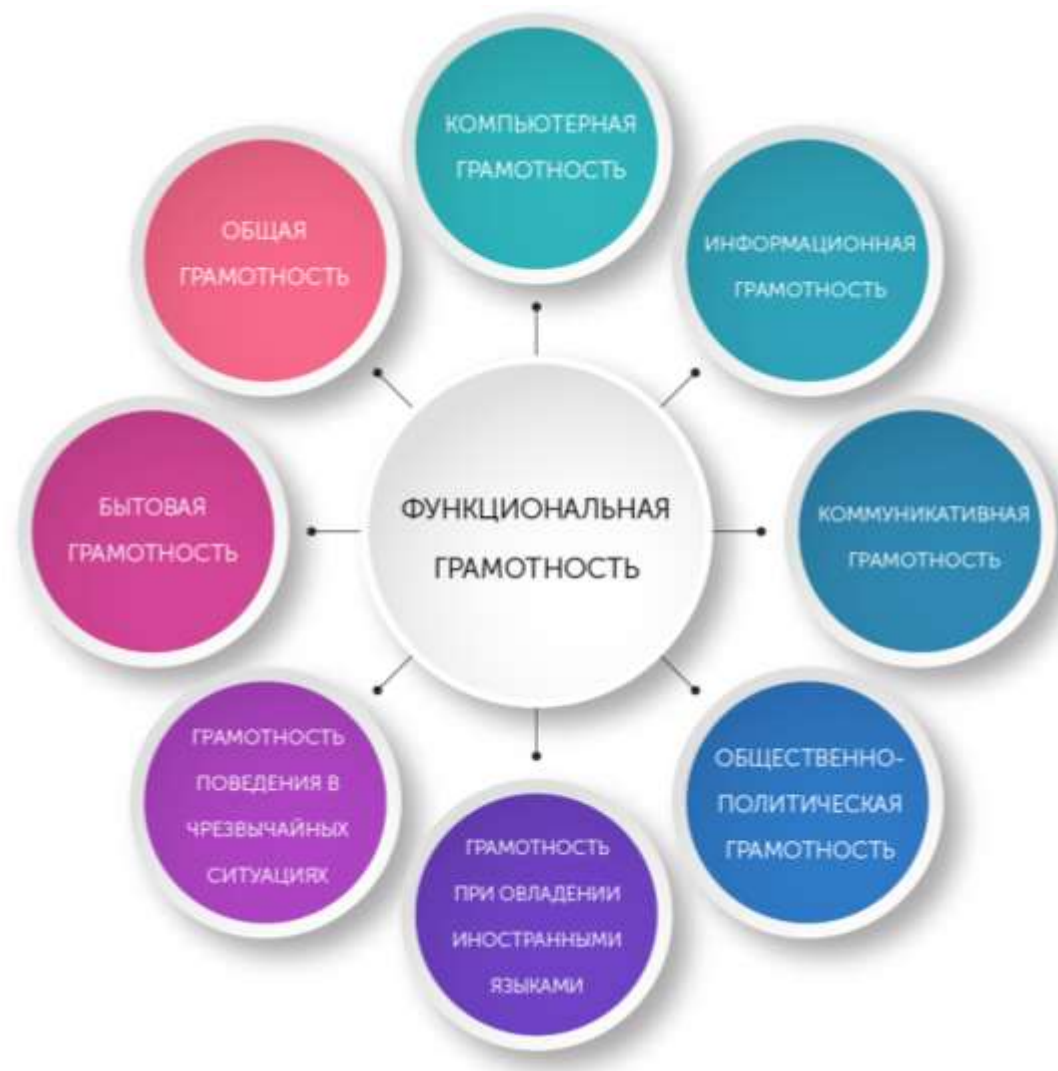 КОМПЬЮТЕРНАЯ
ГРАМОТНОСТЬ
ОБЩАЯ
ГРАМОТНОСТЬ
ИНФОРМАЦИОННАЯ
ГРАМОТНОСТЬ
БЫТОВАЯ
ГРАМОТНОСТЬ
ФУНКЦИОНАЛЬНАЯ
ГРАМОТНОСТЬ
КОММУНИКАТИВНАЯ
ГРАМОТНОСТЬ
ГРАМОТНОСТЬ
ПОВЕДЕНИЯ В
ЧРЕЗВЫЧАЙНЫХ
СИТУАЦИЯХ
ГРАМОТНОСТЬ
ПРИ ОВЛАДЕНИИ
ИНОСТРАННЫМИ
ЯЗЫКАМИ
ОБЩЕСТВЕННО-
ПОЛИТИЧЕСКАЯ
ГРАМОТНОСТЬ